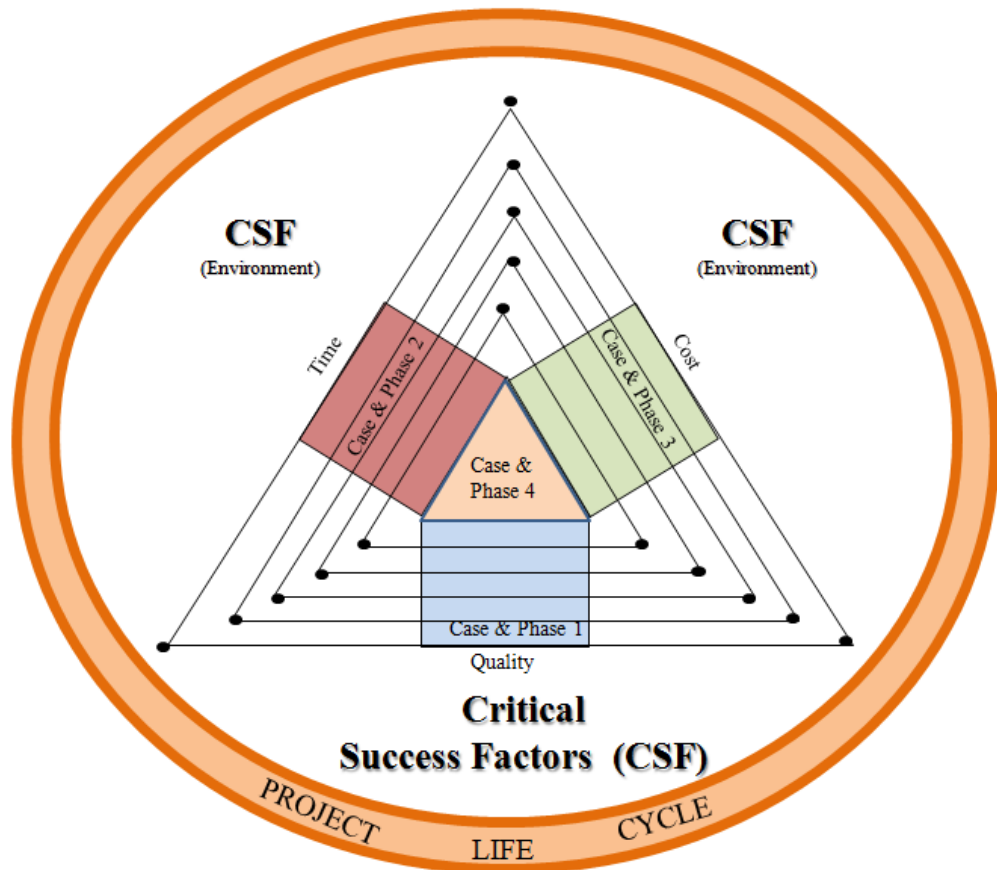 CSF
(Environment)
CSF
(Environment)
Time
Case & Phase 2
Case & Phase 3
Cost
Case &
Phase 4
Case & Phase 1
Quality
Critical
Success Factors (CSF)
PROJECT
LIFE
CYCLE